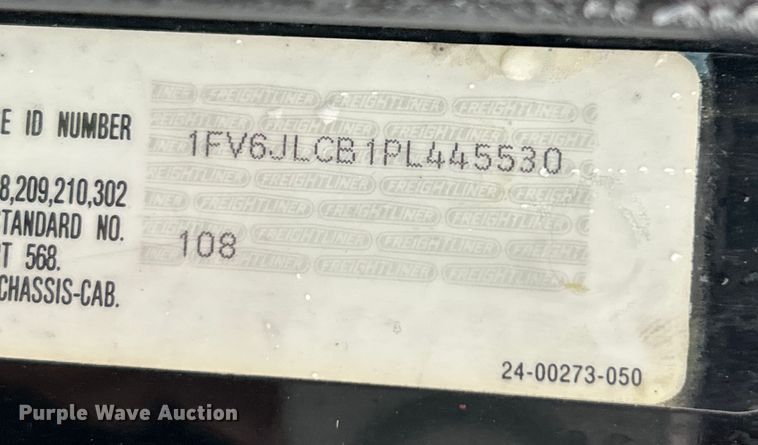 E ID NUMBER
1FV6JLCB1PL445530
8,209,210,302
TANDARD NO.
T 568.
CHASSIS-CAB.
108
FREIGHTLINER
24-00273-050
Purple Wave Auction